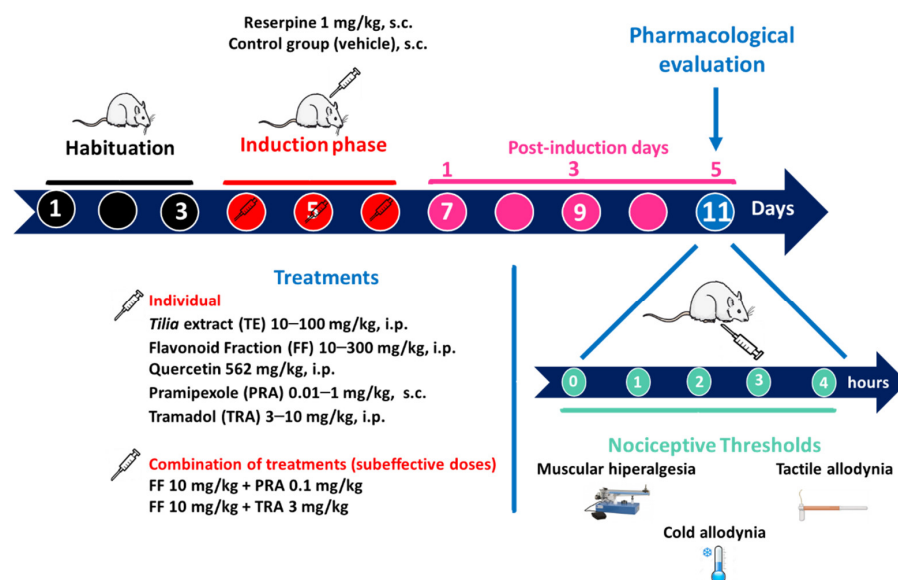 Reserpine 1 mg/kg, s.c.
Control group (vehicle), s.c.
Pharmacological
evaluation
Habituation
Induction phase
Post-induction days
1 3 5
1 3 5 7 9 11 Days
Treatments
Individual
Tilia extract (TE) 10–100 mg/kg, i.p.
Flavonoid Fraction (FF) 10–300 mg/kg, i.p.
Quercetin 562 mg/kg, i.p.
Pramipexole (PRA) 0.01–1 mg/kg, s.c.
Tramadol (TRA) 3–10 mg/kg, i.p.
Combination of treatments (subeffective doses)
FF 10 mg/kg + PRA 0.1 mg/kg
FF 10 mg/kg + TRA 3 mg/kg
0 1 2 3 4 hours
Nociceptive Thresholds
Muscular hiperalgesia
Tactile allodynia
Cold allodynia